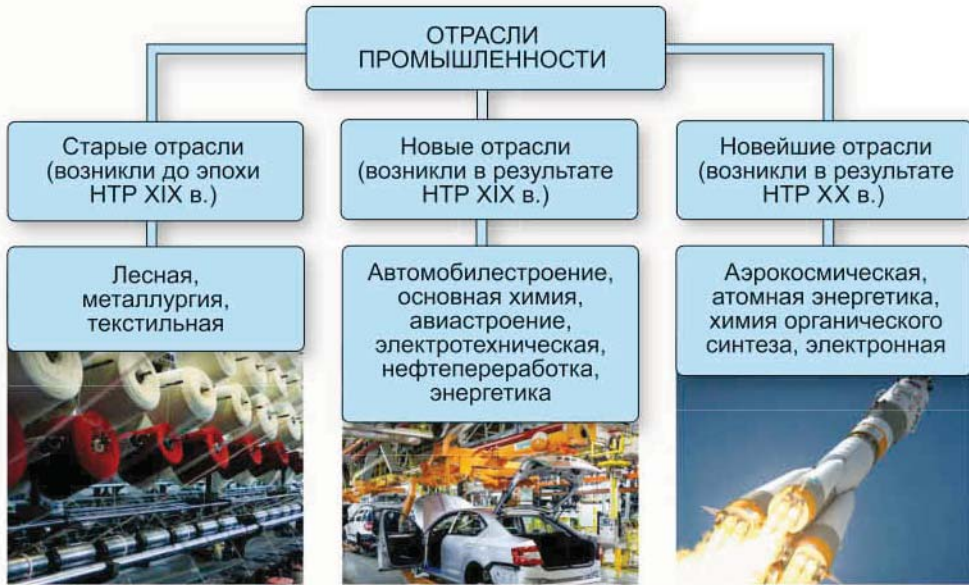 ОТРАСЛИ
ПРОМЫШЛЕННОСТИ
Старые отрасли
(возникли до эпохи
НТР XIX в.)
Новые отрасли
(возникли в результате
НТР XIX в.)
Новейшие отрасли
(возникли в результате
НТР XX в.)
Лесная,
металлургия,
текстильная
Автомобилестроение,
основная химия,
авиастроение,
электротехническая,
нефтепереработка,
энергетика
Аэрокосмическая,
атомная энергетика,
химия органического
синтеза, электронная